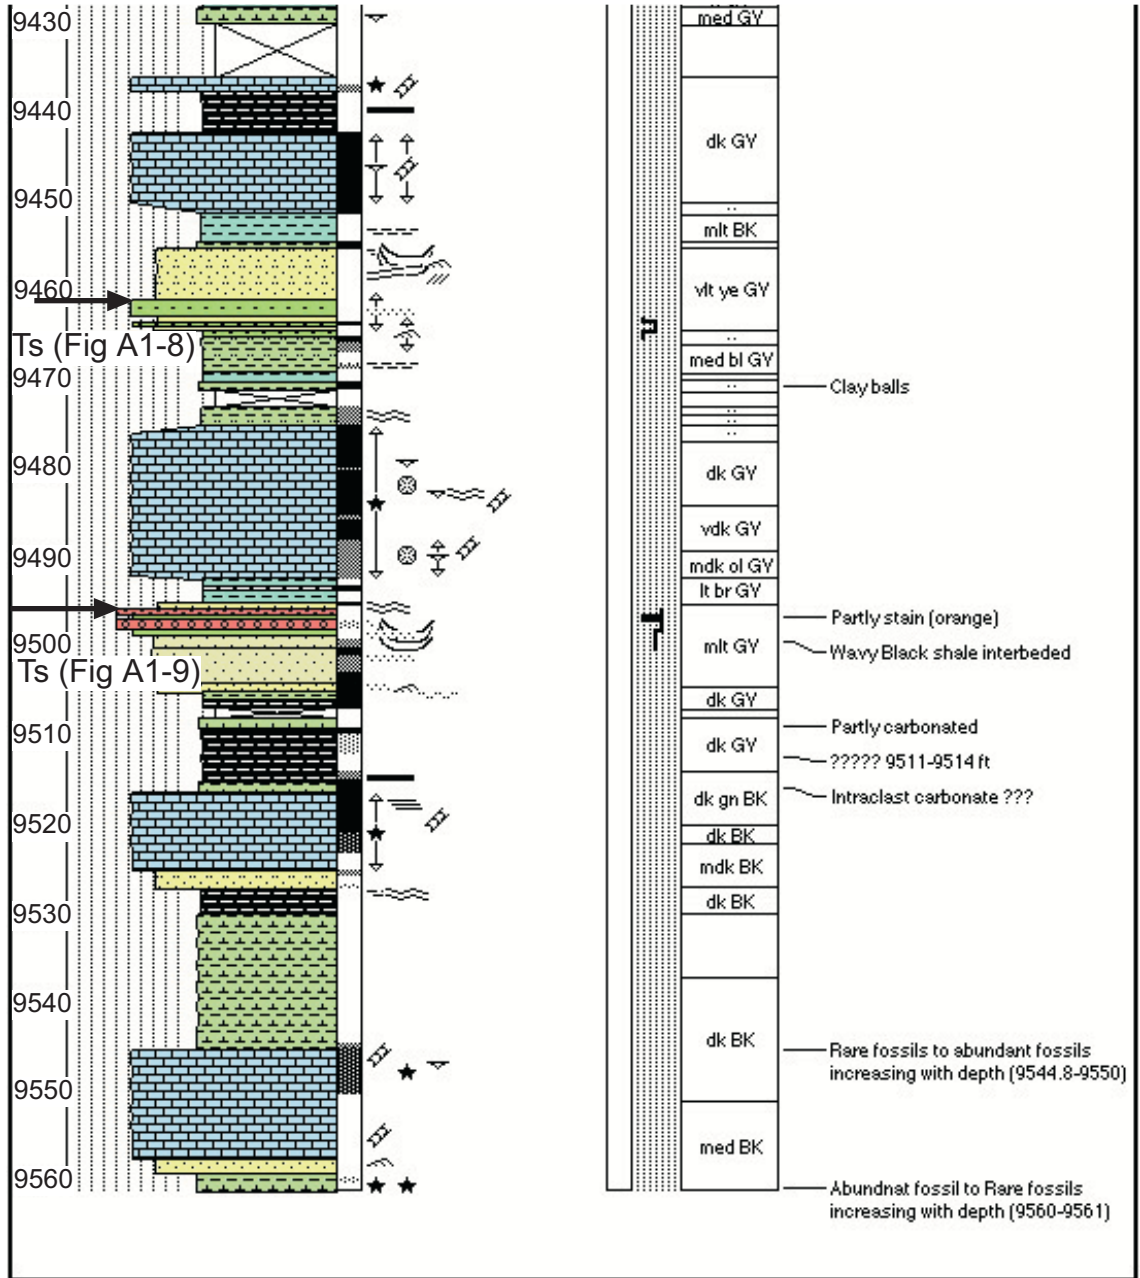 9430
9440
9450
9460
Ts (Fig A1-8)
9470
9480
9490
9500
Ts (Fig A1-9)
9510
9520
9530
9540
9550
9560
med GY
dk GY
mlt BK
vlt ye GY
med bl GY
dk GY
vdk GY
mdk ol GY
lt br GY
mlt GY
dk GY
dk GY
dk gn BK
dk BK
mdk BK
dk BK
dk BK
med BK
Clay balls
Partly stain (orange)
Wavy Black shale interbeded
Partly carbonated
????? 9511-9514 ft
Intraclast carbonate ???
Rare fossils to abundant fossils
increasing with depth (9544.8-9550)
Abundnat fossil to Rare fossils
increasing with depth (9560-9561)